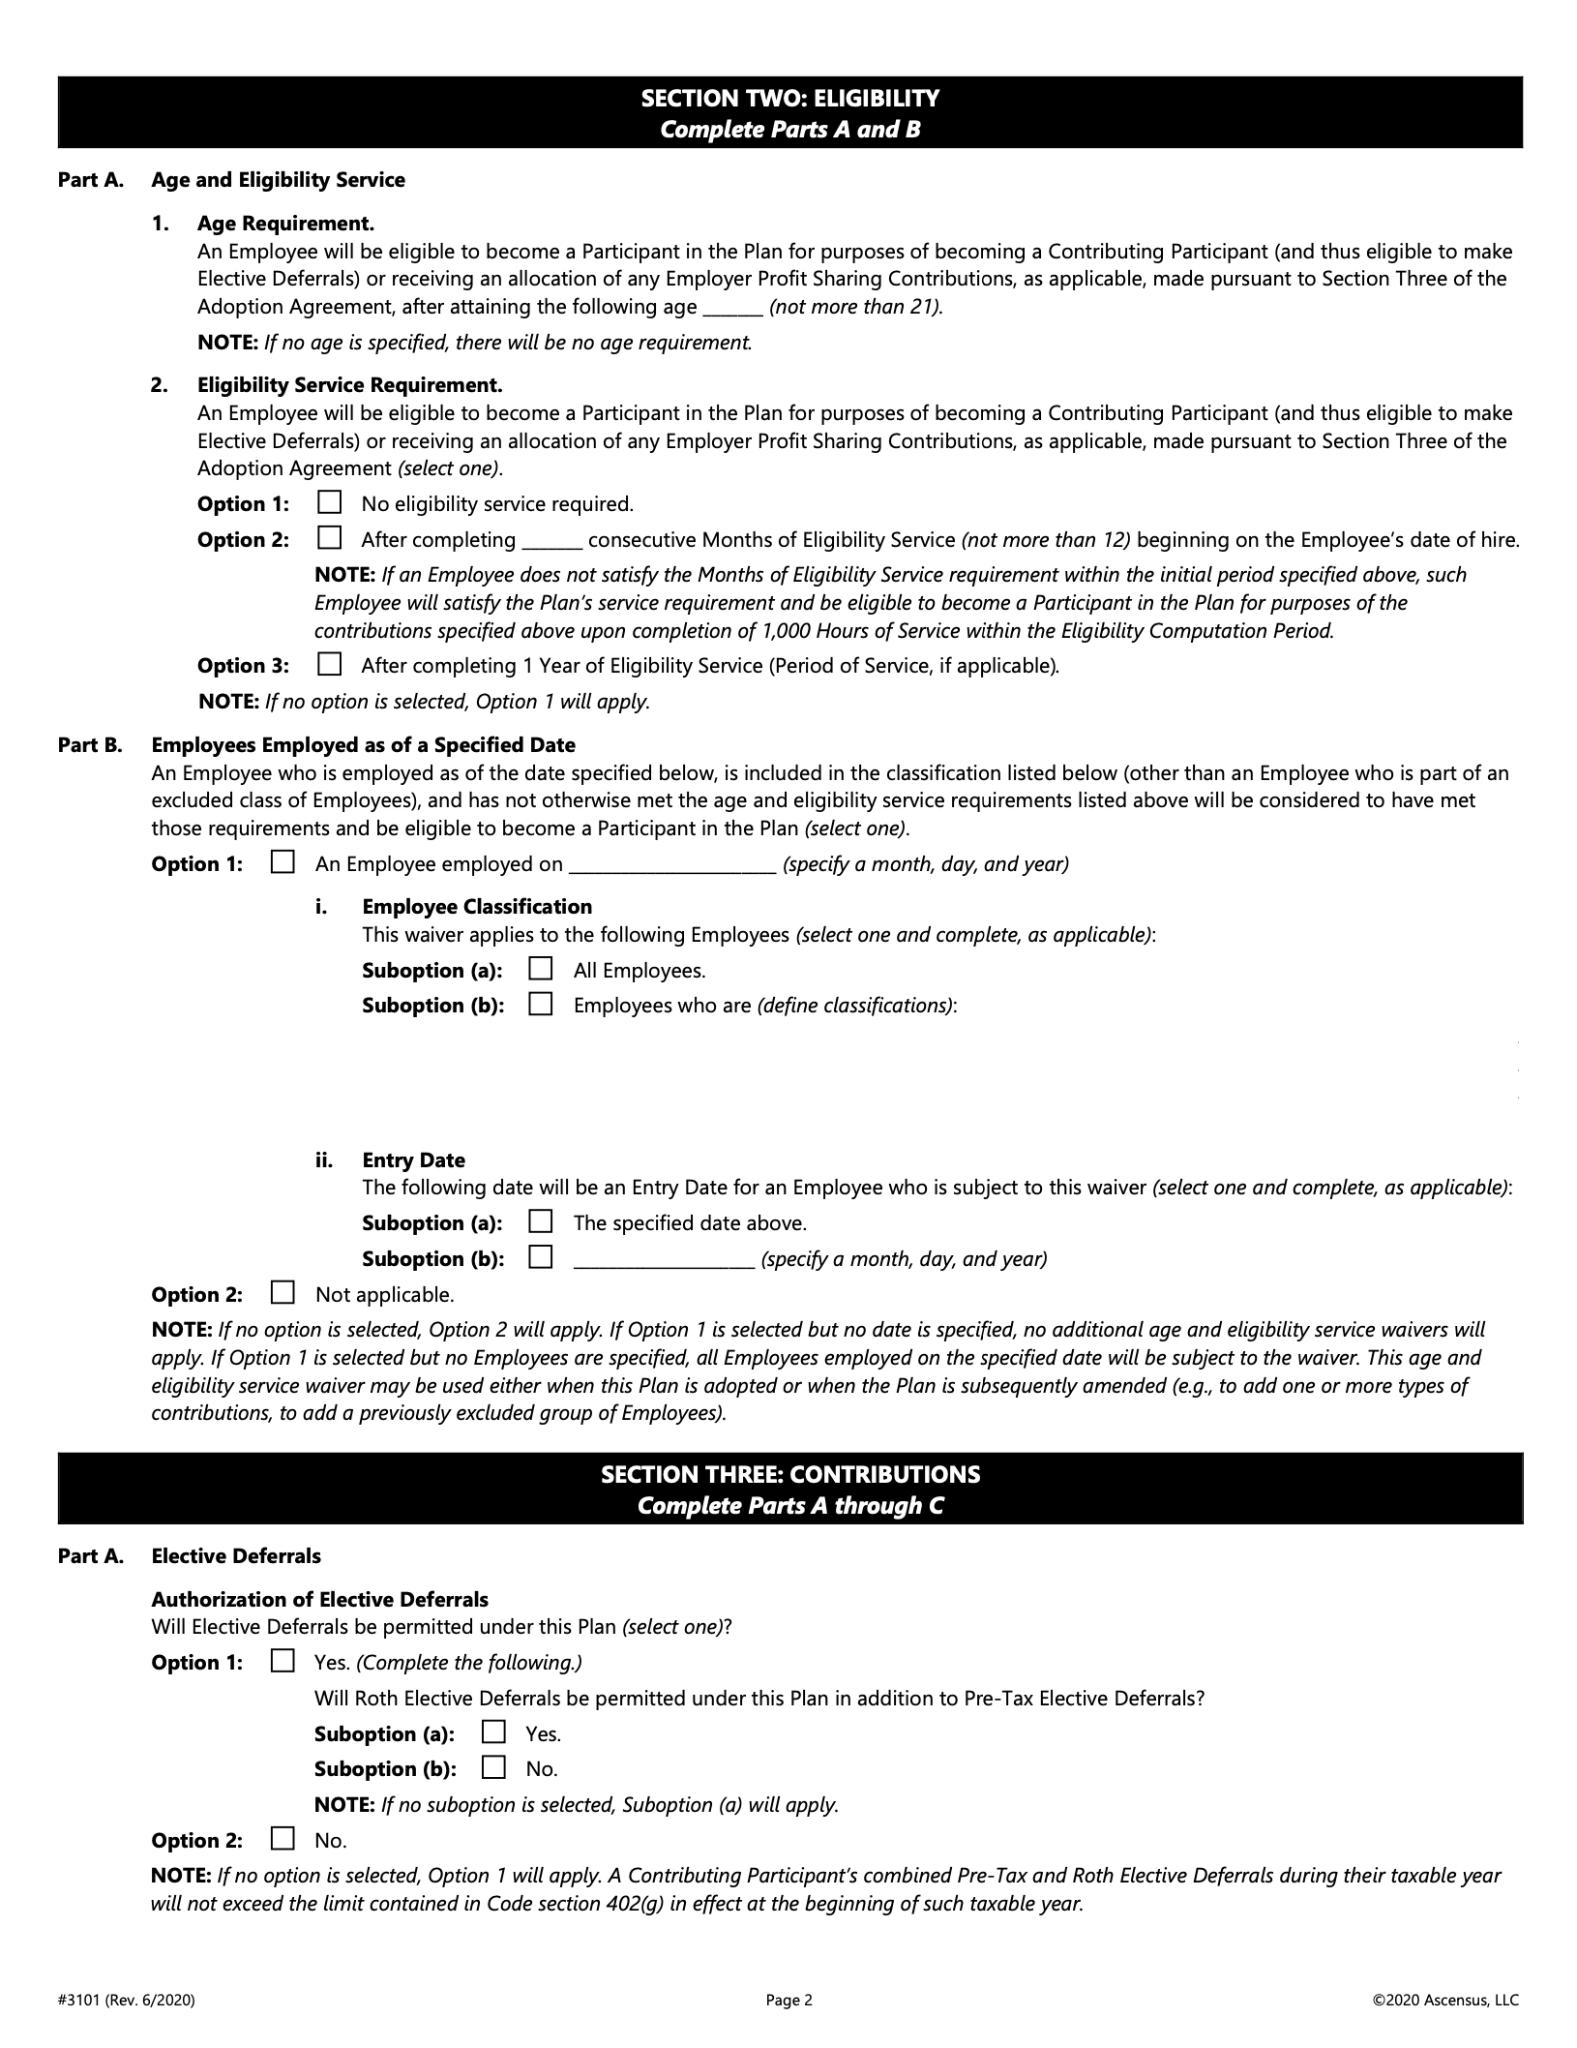 SECTION TWO: ELIGIBILITY
Complete Parts A and B
Part A. Age and Eligibility Service
1. Age Requirement.
An Employee will be eligible to become a Participant in the Plan for purposes of becoming a Contributing Participant (and thus eligible to make
Elective Deferrals) or receiving an allocation of any Employer Profit Sharing Contributions, as applicable, made pursuant to Section Three of the
Adoption Agreement, after attaining the following age ______ (not more than 21).
NOTE: If no age is specified, there will be no age requirement.
2. Eligibility Service Requirement.
An Employee will be eligible to become a Participant in the Plan for purposes of becoming a Contributing Participant (and thus eligible to make
Elective Deferrals) or receiving an allocation of any Employer Profit Sharing Contributions, as applicable, made pursuant to Section Three of the
Adoption Agreement (select one).
Option 1: ☐ No eligibility service required.
Option 2: ☐ After completing ______ consecutive Months of Eligibility Service (not more than 12) beginning on the Employee's date of hire.
NOTE: If an Employee does not satisfy the Months of Eligibility Service requirement within the initial period specified above, such
Employee will satisfy the Plan's service requirement and be eligible to become a Participant in the Plan for purposes of the
contributions specified above upon completion of 1,000 Hours of Service within the Eligibility Computation Period.
Option 3: ☐ After completing 1 Year of Eligibility Service (Period of Service, if applicable).
NOTE: If no option is selected, Option 1 will apply.
Part B. Employees Employed as of a Specified Date
An Employee who is employed as of the date specified below, is included in the classification listed below (other than an Employee who is part of an
excluded class of Employees), and has not otherwise met the age and eligibility service requirements listed above will be considered to have met
those requirements and be eligible to become a Participant in the Plan (select one).
Option 1: ☐ An Employee employed on _____________________ (specify a month, day, and year)
i. Employee Classification
This waiver applies to the following Employees (select one and complete, as applicable):
Suboption (a): ☐ All Employees.
Suboption (b): ☐ Employees who are (define classifications):
ii. Entry Date
The following date will be an Entry Date for an Employee who is subject to this waiver (select one and complete, as applicable):
Suboption (a): ☐ The specified date above.
Suboption (b): ☐ __________________ (specify a month, day, and year)
Option 2: ☐ Not applicable.
NOTE: If no option is selected, Option 2 will apply. If Option 1 is selected but no date is specified, no additional age and eligibility service waivers will
apply. If Option 1 is selected but no Employees are specified, all Employees employed on the specified date will be subject to the waiver. This age and
eligibility service waiver may be used either when this Plan is adopted or when the Plan is subsequently amended (e.g., to add one or more types of
contributions, to add a previously excluded group of Employees).
SECTION THREE: CONTRIBUTIONS
Complete Parts A through C
Part A. Elective Deferrals
Authorization of Elective Deferrals
Will Elective Deferrals be permitted under this Plan (select one)?
Option 1: ☐ Yes. (Complete the following.)
Will Roth Elective Deferrals be permitted under this Plan in addition to Pre-Tax Elective Deferrals?
Suboption (a): ☐ Yes.
Suboption (b): ☐ No.
NOTE: If no suboption is selected, Suboption (a) will apply.
Option 2: ☐ No.
NOTE: If no option is selected, Option 1 will apply. A Contributing Participant's combined Pre-Tax and Roth Elective Deferrals during their taxable year
will not exceed the limit contained in Code section 402(g) in effect at the beginning of such taxable year.
#3101 (Rev. 6/2020) Page 2 ©2020 Ascensus, LLC